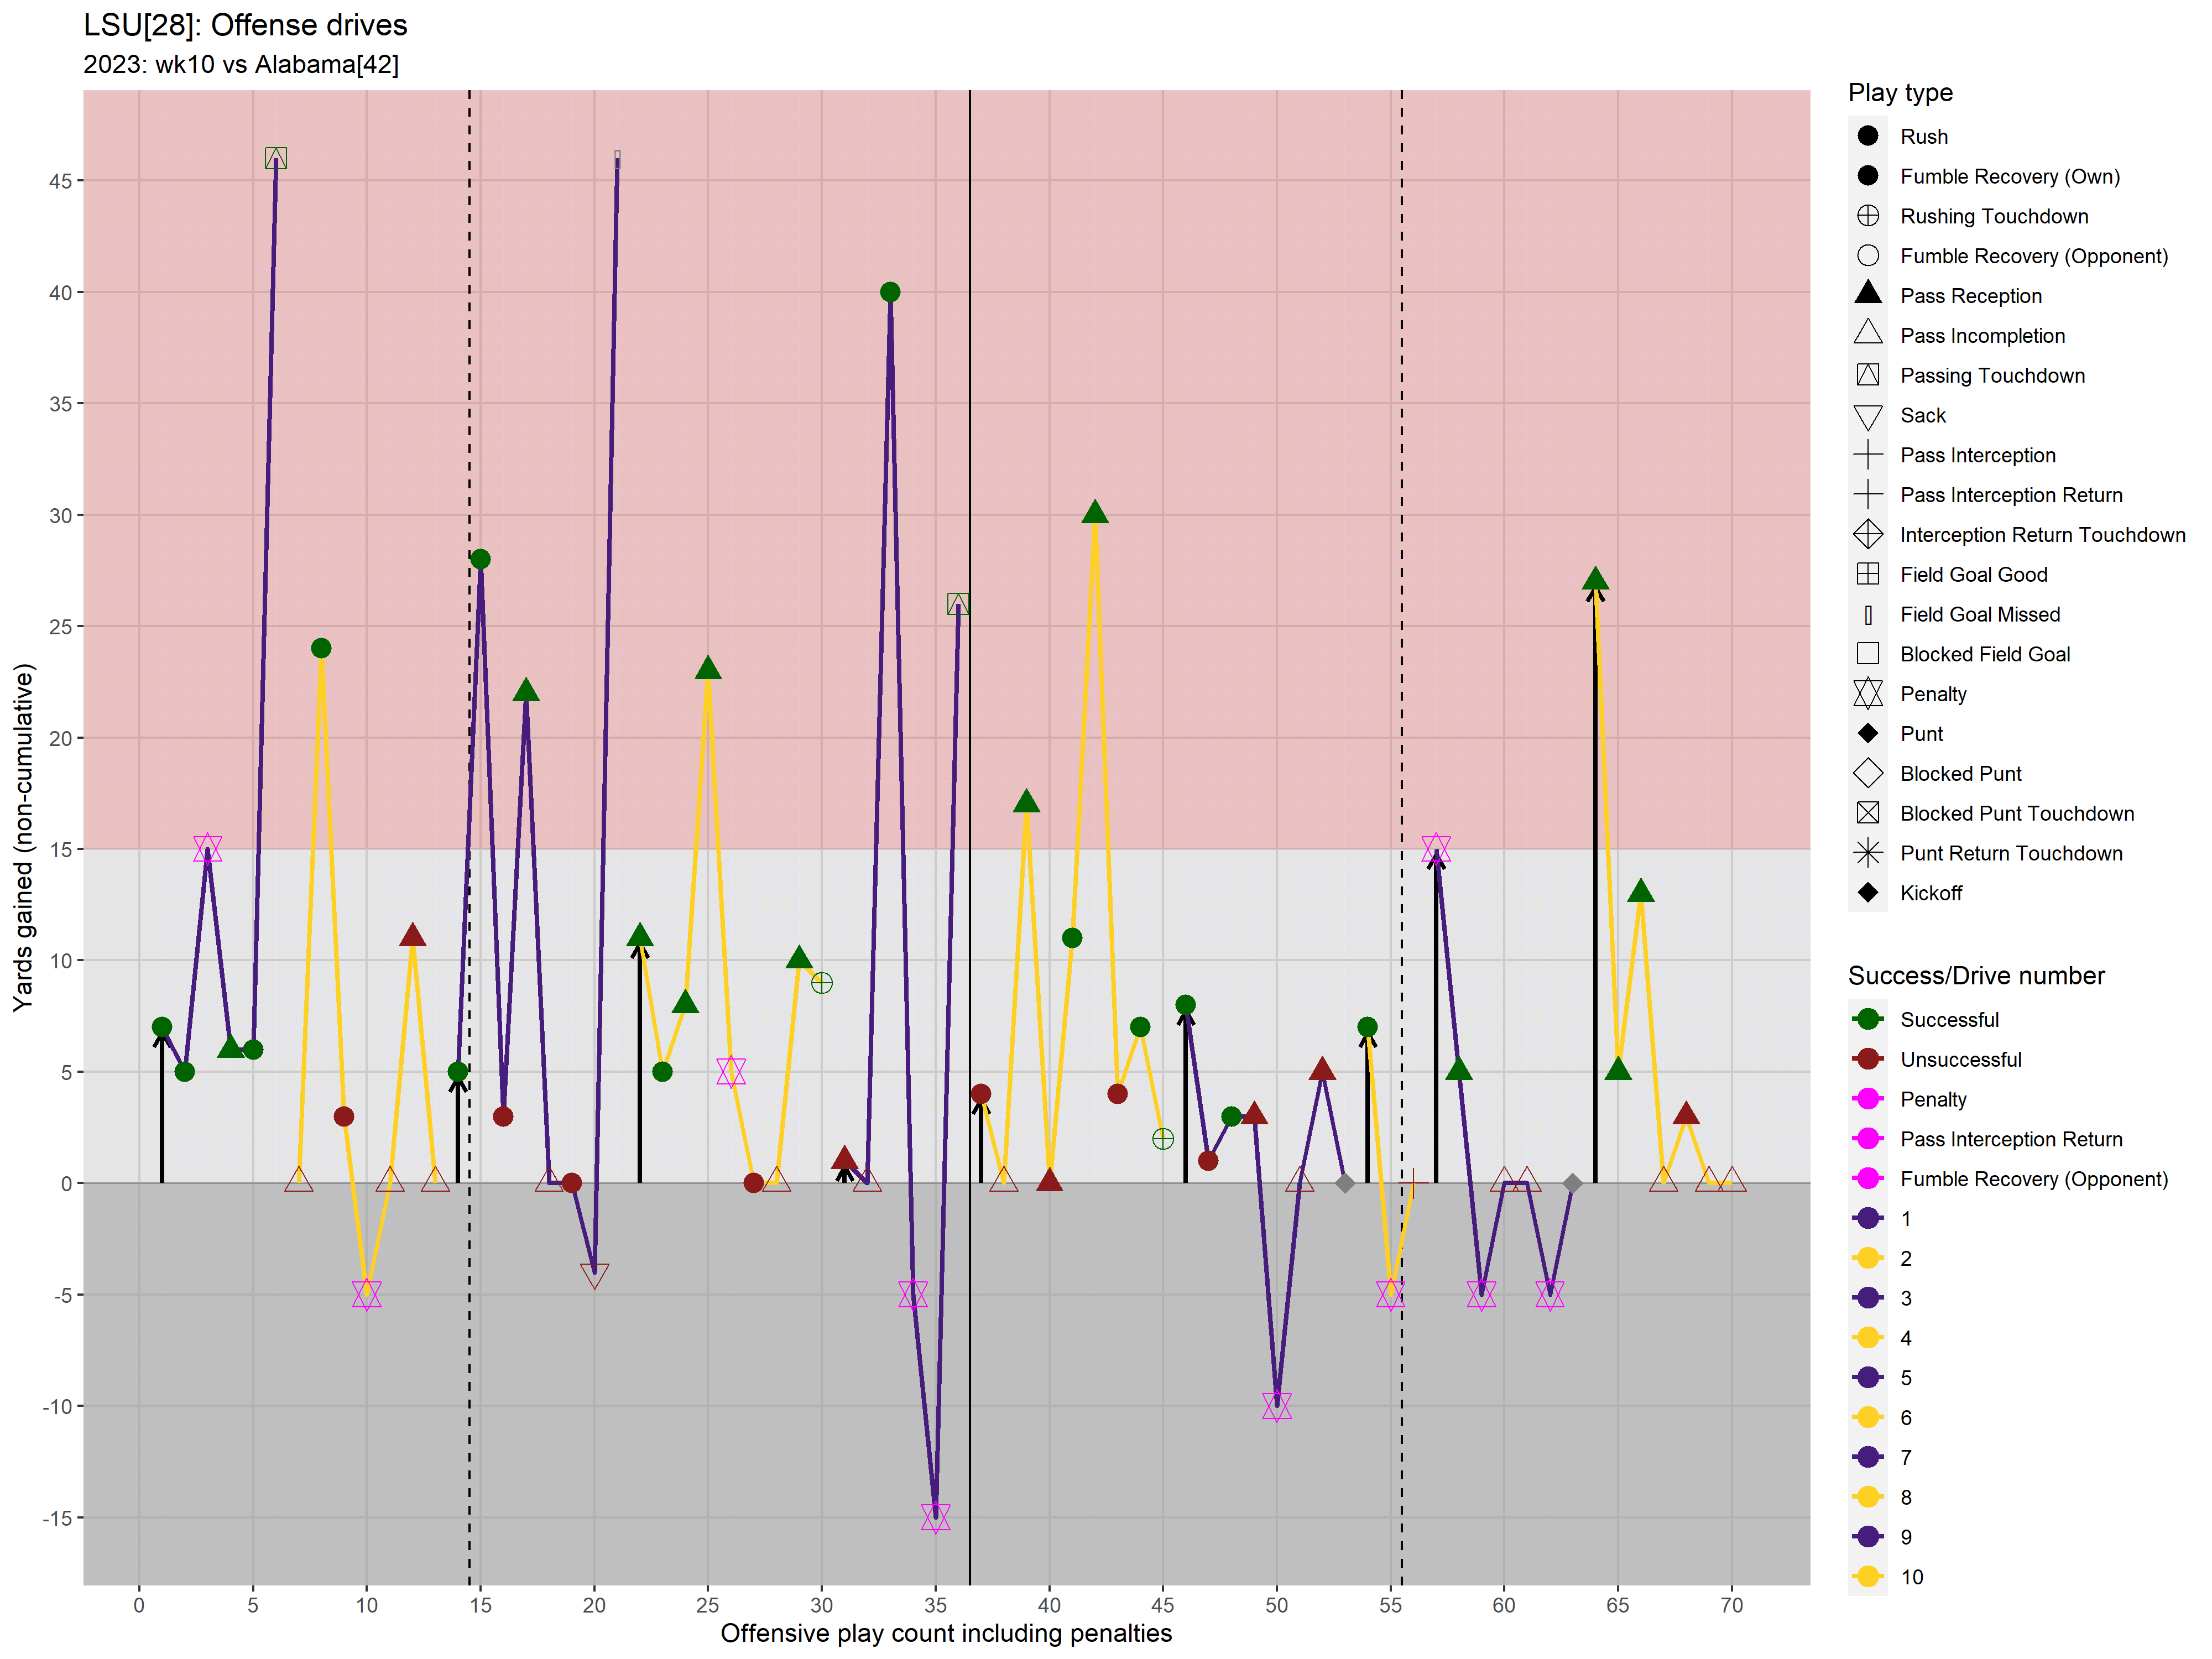 LSU[28]: Offense drives
2023: wk10 vs Alabama[42]
Yards gained (non-cumulative)
45
40
35
30
25
20
15
10
5
0
-5
-10
-15
0 5 10 15 20 25 30 35 40 45 50 55 60 65 70
Offensive play count including penalties
Play type
Rush
Fumble Recovery (Own)
Rushing Touchdown
Fumble Recovery (Opponent)
Pass Reception
Pass Incompletion
Passing Touchdown
Sack
Pass Interception
Pass Interception Return
Interception Return Touchdown
Field Goal Good
Field Goal Missed
Blocked Field Goal
Penalty
Punt
Blocked Punt
Blocked Punt Touchdown
Punt Return Touchdown
Kickoff
Success/Drive number
Successful
Unsuccessful
Penalty
Pass Interception Return
Fumble Recovery (Opponent)
1
2
3
4
5
6
7
8
9
10